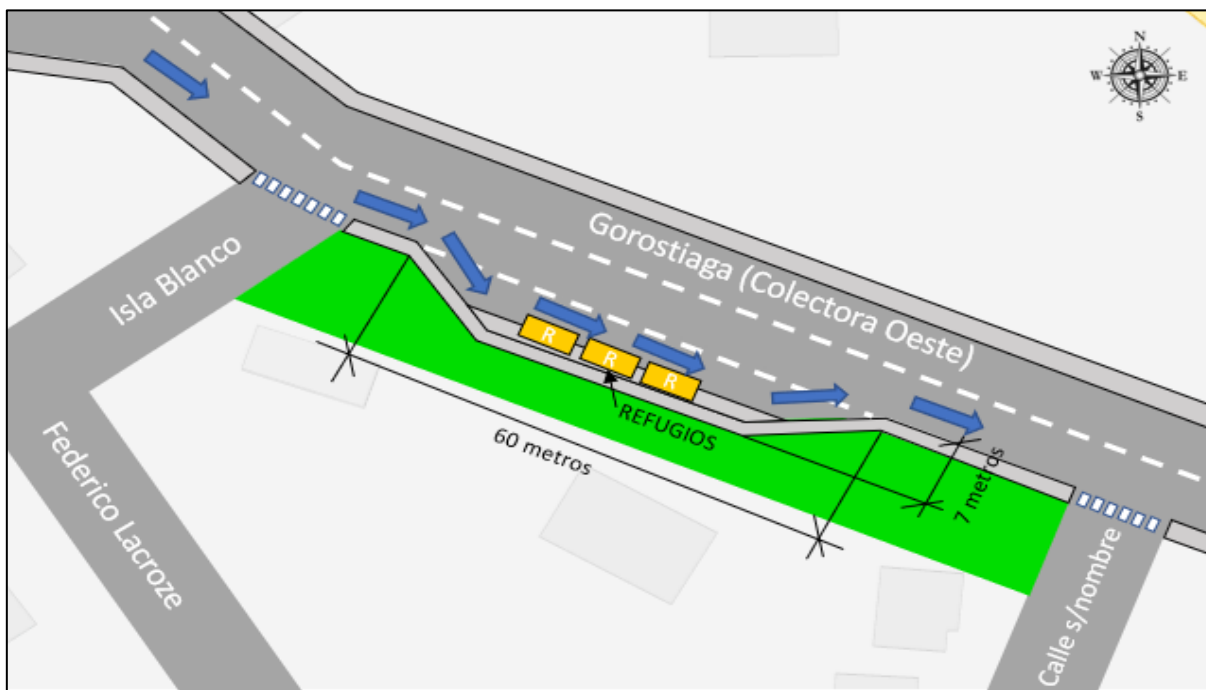 N
W E
S
Gorostiaga (Colectora Oeste)
Isla Blanco
R
R
R
REFUGIOS
60 metros
7 metros
Federico Lacroze
Calle s/nombre